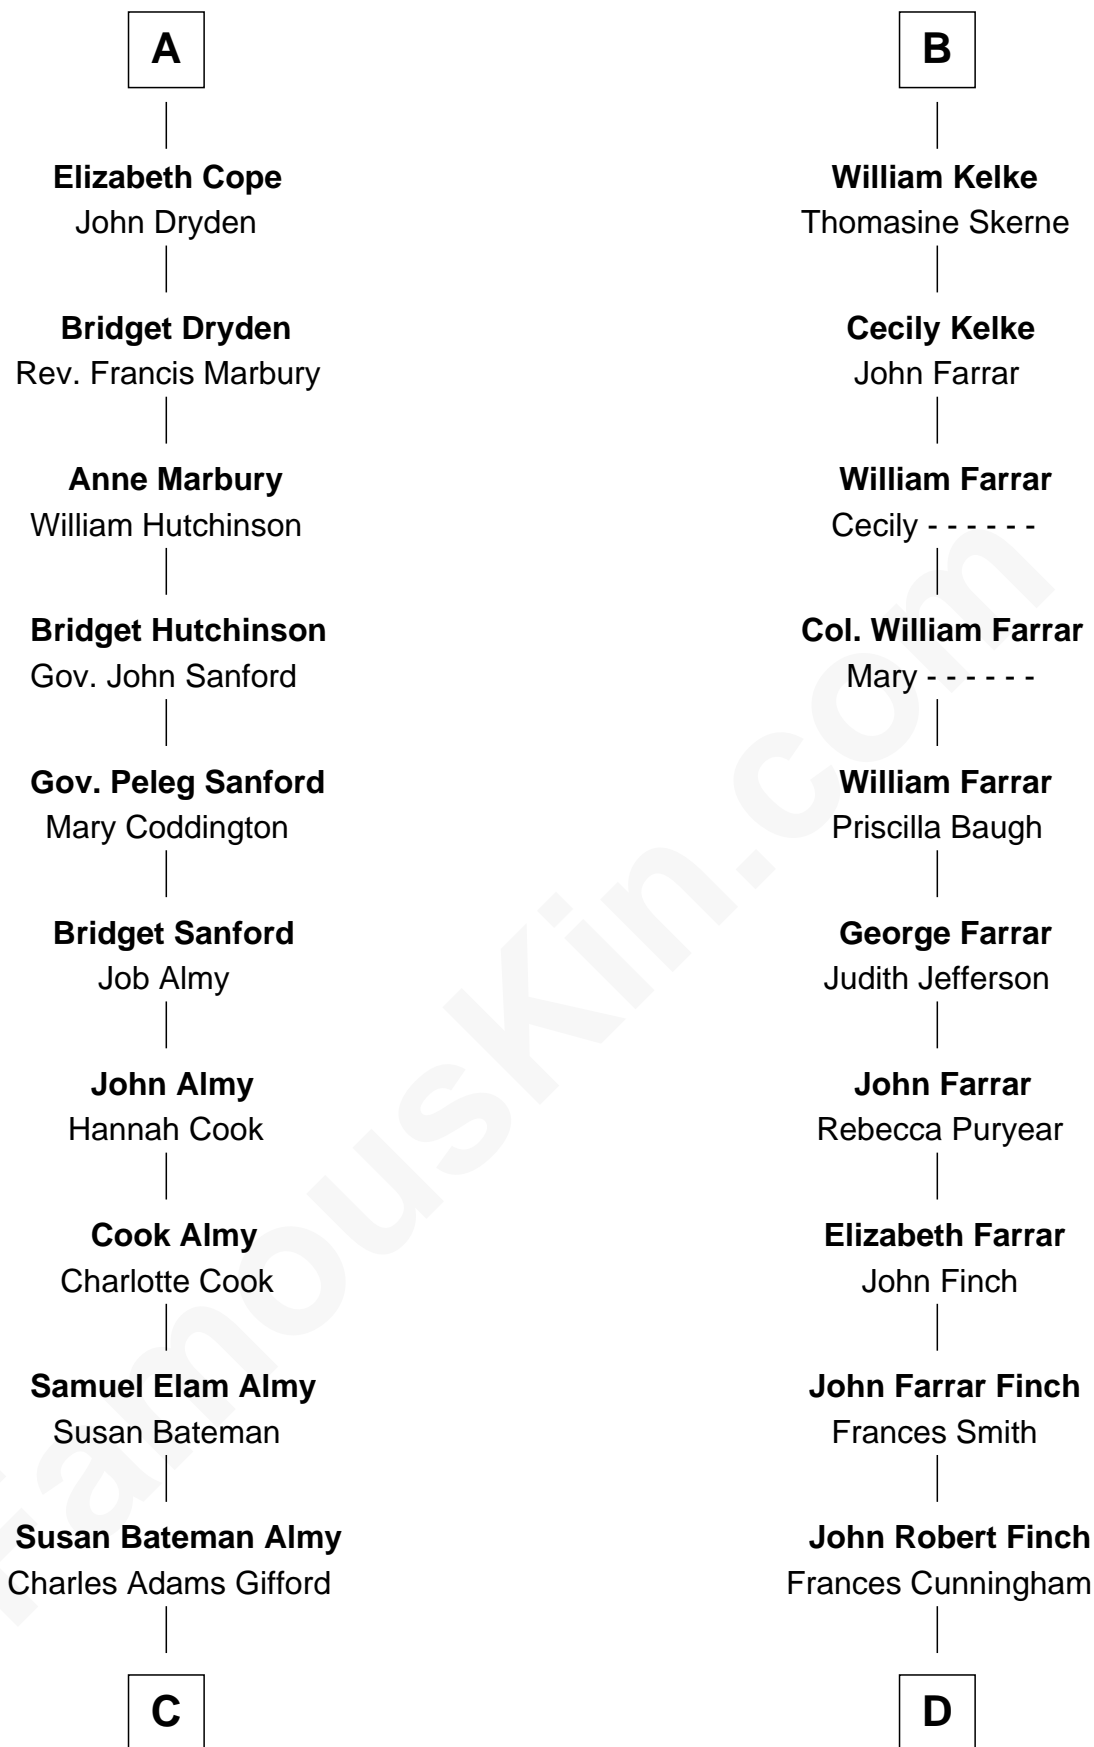 A
Elizabeth Cope
John Dryden
Bridget Dryden
Rev. Francis Marbury
Anne Marbury
William Hutchinson
Bridget Hutchinson
Gov. John Sanford
Gov. Peleg Sanford
Mary Coddington
Bridget Sanford
Job Almy
John Almy
Hannah Cook
Cook Almy
Charlotte Cook
Samuel Elam Almy
Susan Bateman
Susan Bateman Almy
Charles Adams Gifford
C
B
William Kelke
Thomasine Skerne
Cecily Kelke
John Farrar
William Farrar
Cecily - - - - - -
Col. William Farrar
Mary - - - - - -
William Farrar
Priscilla Baugh
George Farrar
Judith Jefferson
John Farrar
Rebecca Puryear
Elizabeth Farrar
John Finch
John Farrar Finch
Frances Smith
John Robert Finch
Frances Cunningham
D
FamousKin.com